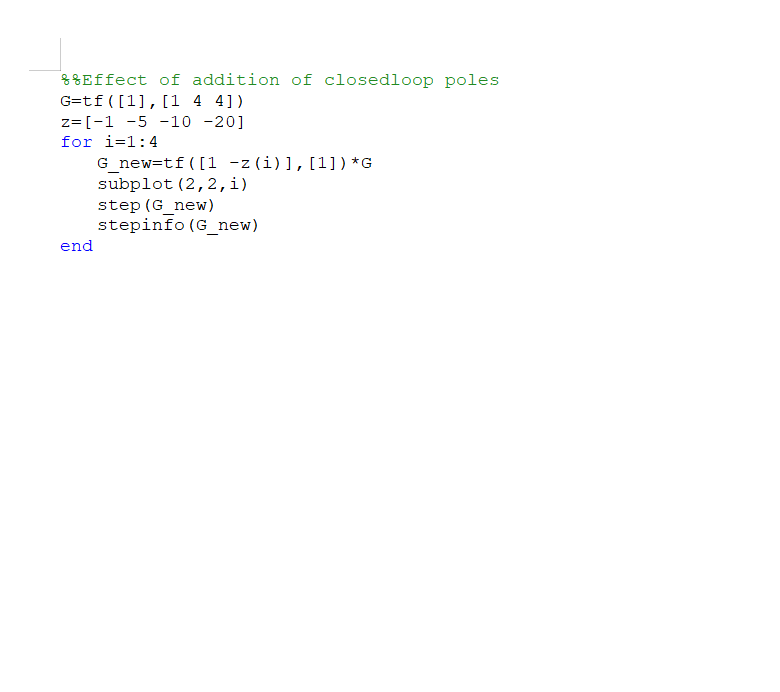 %%Effect of addition of closedloop poles
G=tf([1],[1 4 4])
z=[-1 -5 -10 -20]
for i=1:4
G_new=tf([1 -z(i)],[1])*G
subplot(2,2,i)
step(G_new)
stepinfo(G_new)
end